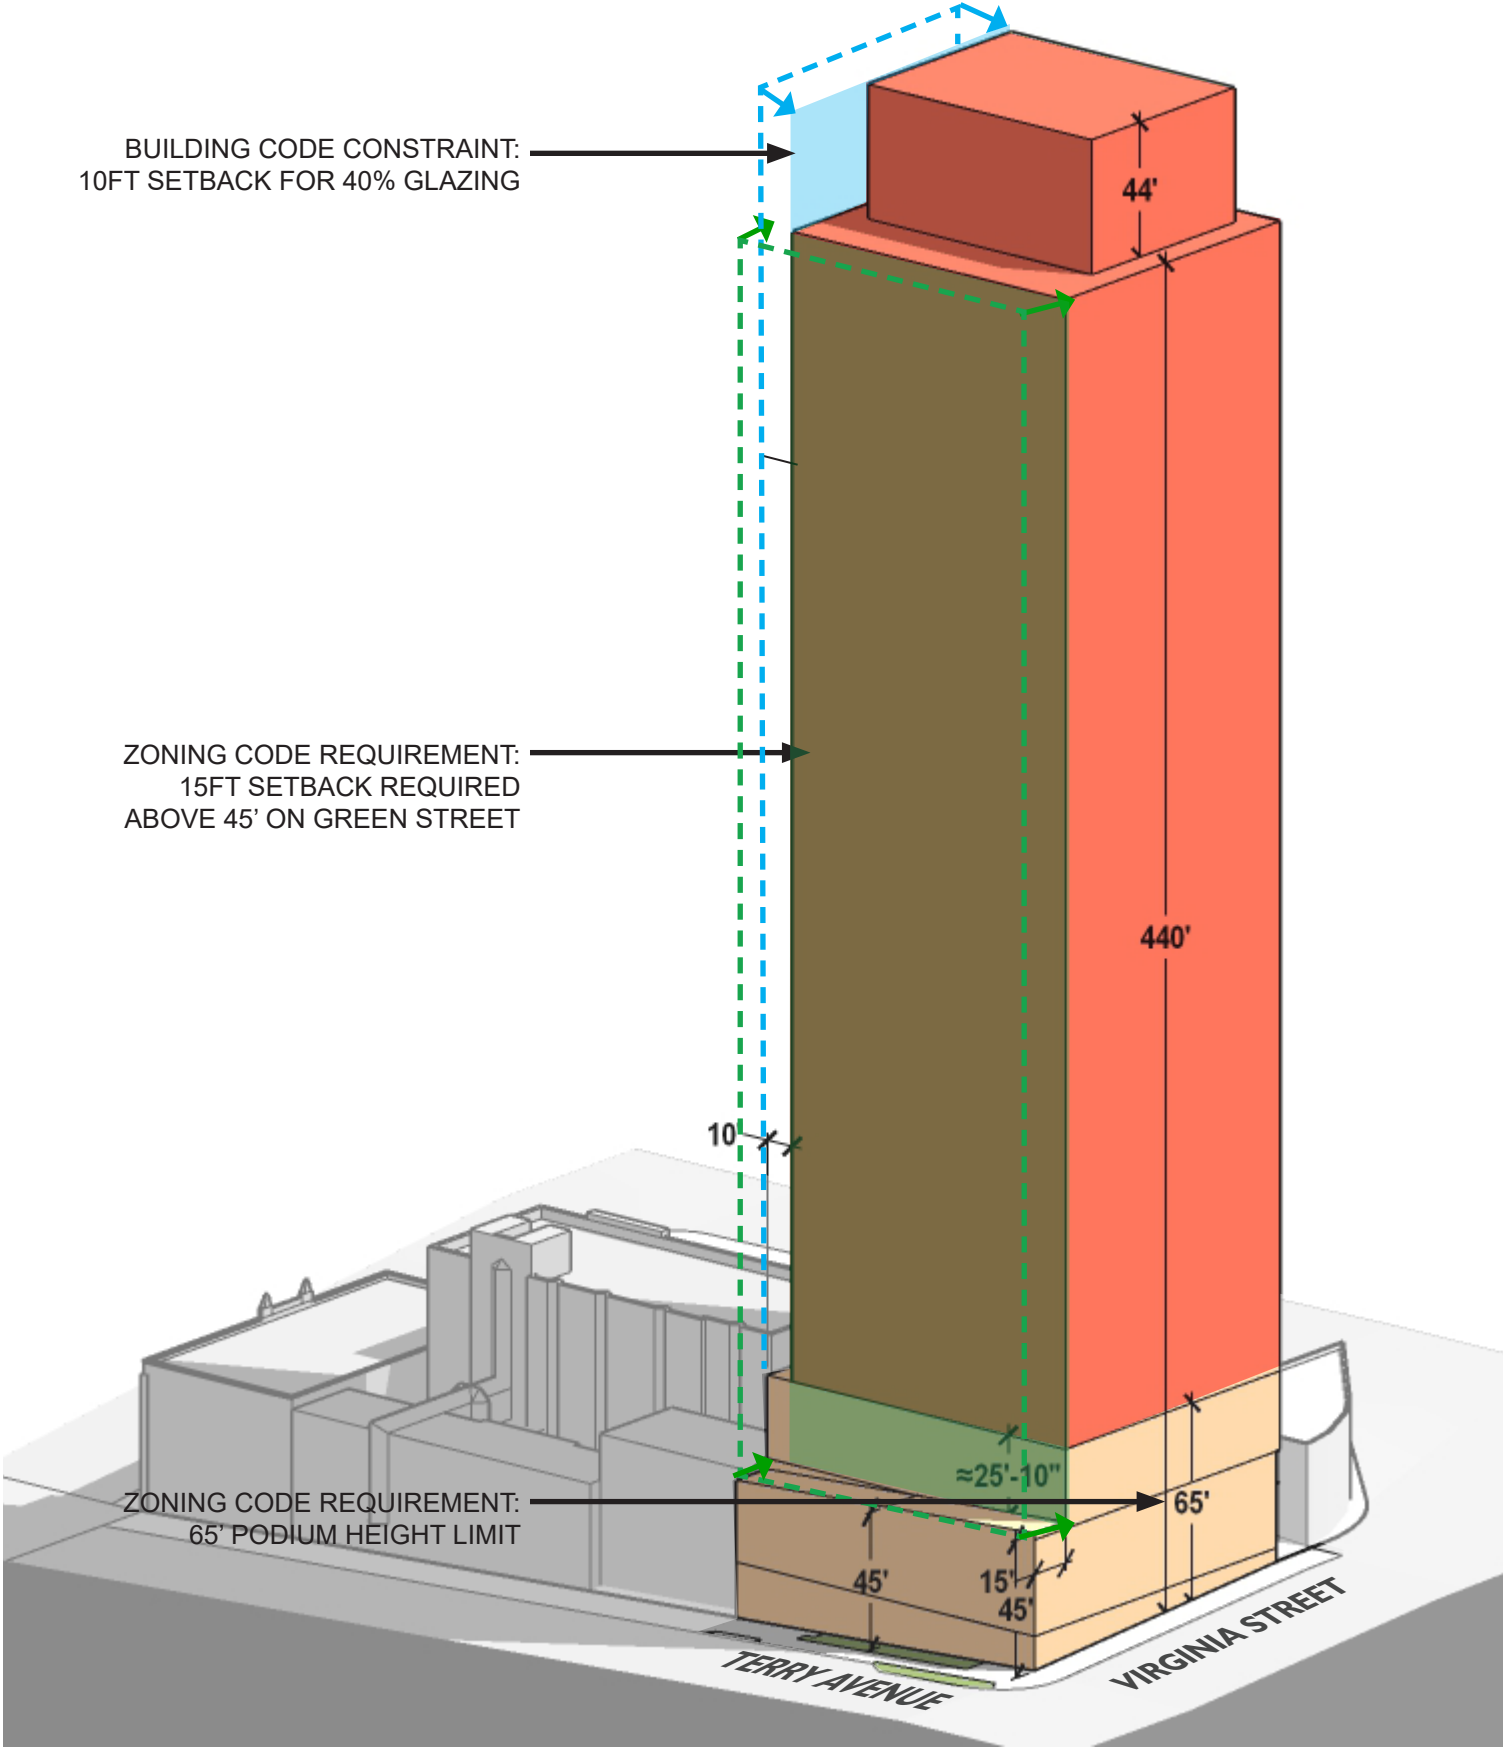 BUILDING CODE CONSTRAINT:
10FT SETBACK FOR 40% GLAZING
44'
ZONING CODE REQUIREMENT:
15FT SETBACK REQUIRED
ABOVE 45’ ON GREEN STREET
440'
10'
≈25'-10"
ZONING CODE REQUIREMENT:
65’ PODIUM HEIGHT LIMIT
65'
45'
15'
45'
TERRY AVENUE
VIRGINIA STREET